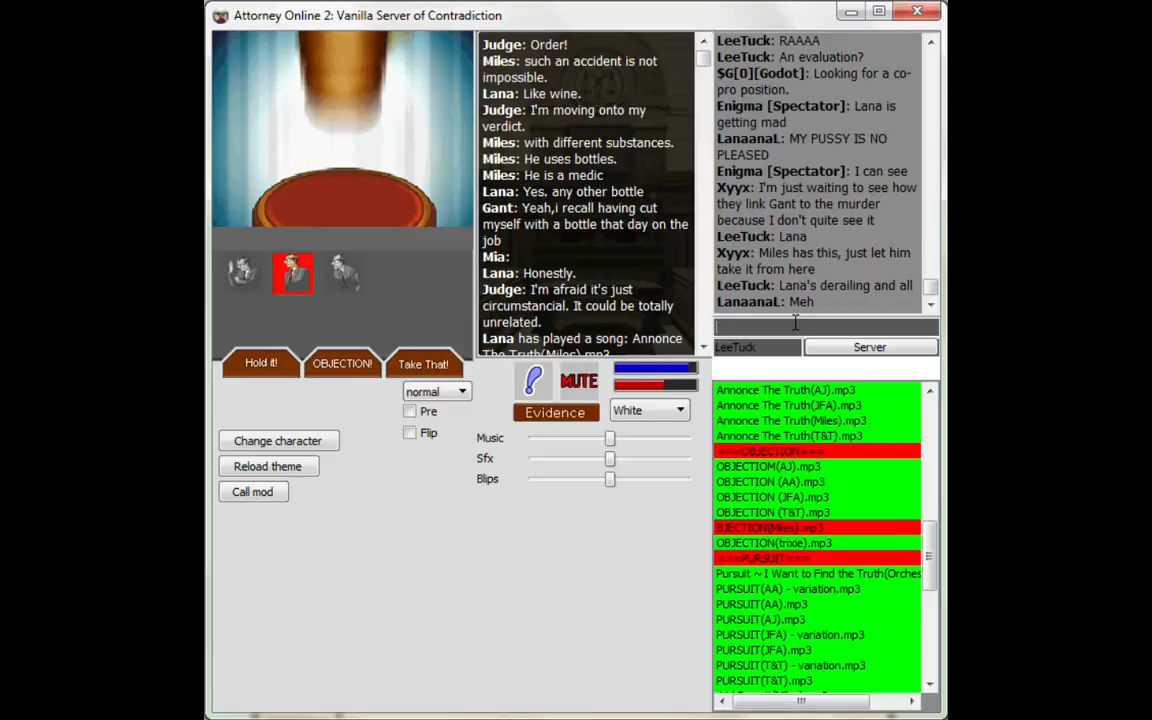 Attorney Online 2: Vanilla Server of Contradiction
Judge: Order!
Miles: such an accident is not
impossible.
Lana: Like wine.
Judge: I'm moving onto my
verdict.
Miles: with different substances.
Miles: He uses bottles.
Miles: He is a medic
Lana: Yes. any other bottle
Gant: Yeah,i recall having cut
myself with a bottle that day on the
job
Mia:
Lana: Honestly.
Judge: I'm afraid it's just
circumstancial. It could be totally
unrelated.
Lana has played a song: Annonce
The Truth(Miles).mp3
LeeTuck: RAAAA
LeeTuck: An evaluation?
$G[0][Godot]: Looking for a co-
pro position.
Enigma [Spectator]: Lana is
getting mad
LanaanaL: MY PUSSY IS NO
PLEASED
Enigma [Spectator]: I can see
Xyyx: I'm just waiting to see how
they link Gant to the murder
because I don't quite see it
LeeTuck: Lana
Xyyx: Miles has this, just let him
take it from here
LeeTuck: Lana's derailing and all
LanaanaL: Meh
LeeTuck
Server
Hold it!
OBJECTION!
Take That!
normal
Pre
Flip
MUTE
Evidence
White
Music
Sfx
Blips
Change character
Reload theme
Call mod
Annonce The Truth(AJ).mp3
Annonce The Truth(JFA).mp3
Annonce The Truth(Miles).mp3
Annonce The Truth(T&T).mp3
===OBJECTION===
OBJECTIOM(AJ).mp3
OBJECTION (AA).mp3
OBJECTION (JFA).mp3
OBJECTION (T&T).mp3
BJECTION(Miles).mp3
OBJECTION(trixie).mp3
===PURSUIT===
Pursuit ~ I Want to Find the Truth(Orches
PURSUIT(AA) - variation.mp3
PURSUIT(AA).mp3
PURSUIT(AJ).mp3
PURSUIT(JFA) - variation.mp3
PURSUIT(JFA).mp3
PURSUIT(T&T) - variation.mp3
PURSUIT(T&T).mp3